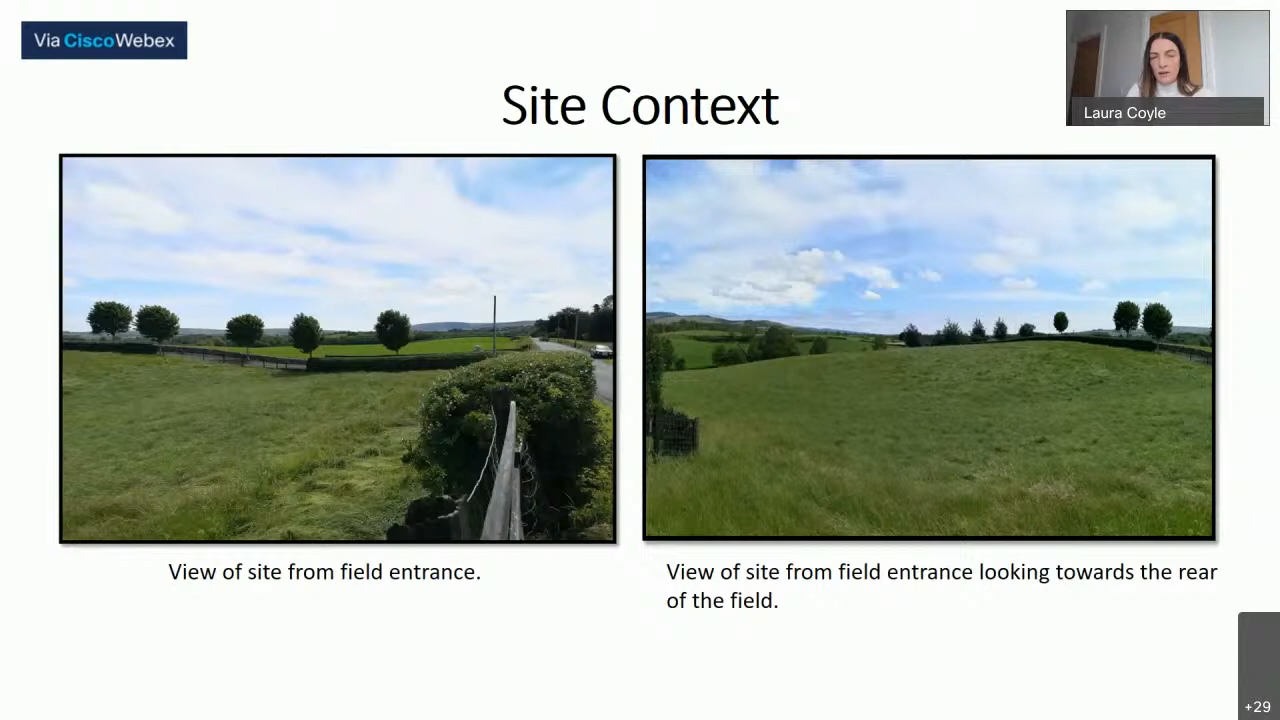 Via CiscoWebex
Laura Coyle
Site Context
View of site from field entrance.
View of site from field entrance looking towards the rear
of the field.
+29